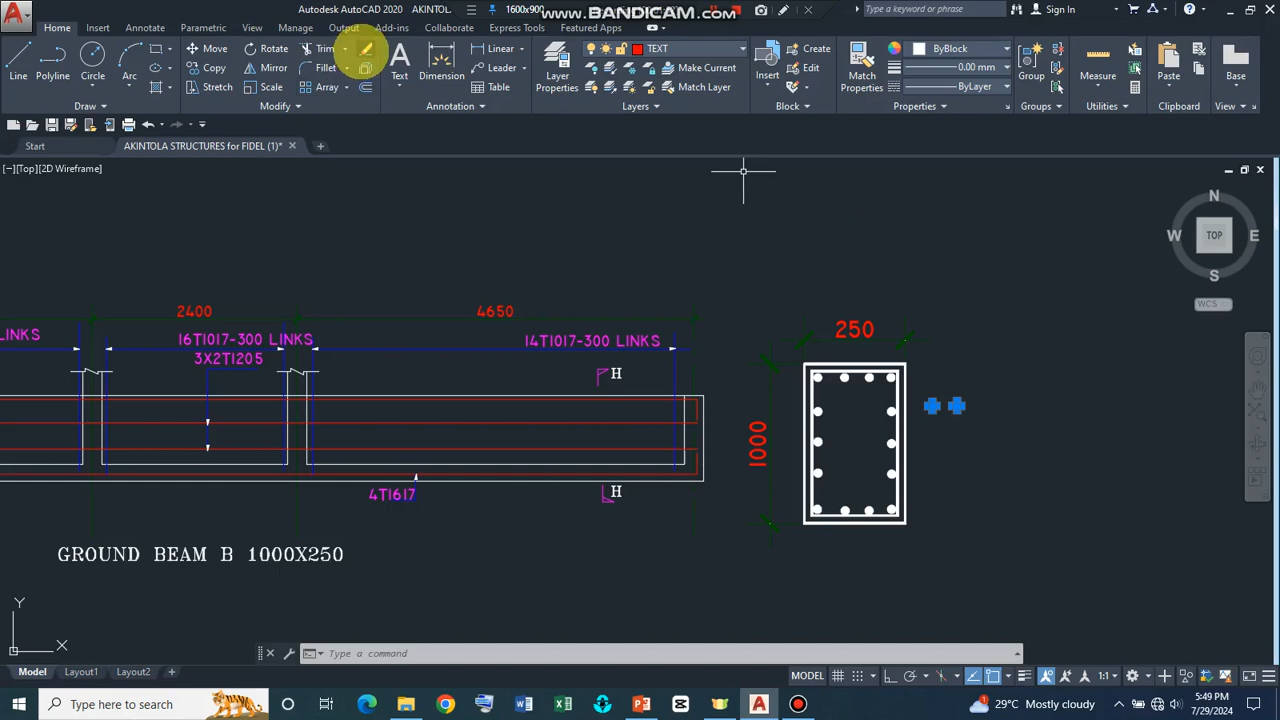 Autodesk AutoCAD 2020 AKINTOL
1600x900
www.BANDICAM.com
Type a keyword or phrase
Sign In
Home Insert Annotate Parametric View Manage Output Add-ins Collaborate Express Tools Featured Apps
Line Polyline Circle Arc
Move Rotate Trim
Copy Mirror Fillet
Stretch Scale Array
Text Dimension
Linear
Leader
Table
Layer Properties
TEXT
Make Current
Match Layer
Insert
Create
Edit
Match Properties
ByBlock
0.00 mm
ByLayer
Group
Measure
Paste
Base
Draw Modify Annotation Layers Block Properties Groups Utilities Clipboard View
Start AKINTOLA STRUCTURES for FIDEL (1)*
[−][Top][2D Wireframe]
N
W TOP E
S
WCS
2400 4650 250
LINKS 16T1017-300 LINKS 14T1017-300 LINKS
3X2T1205
H
1000
4T1617 H
GROUND BEAM B 1000X250
Y
X
Type a command
Model Layout1 Layout2
MODEL
1:1
Type here to search
29°C Mostly cloudy
5:49 PM
7/29/2024